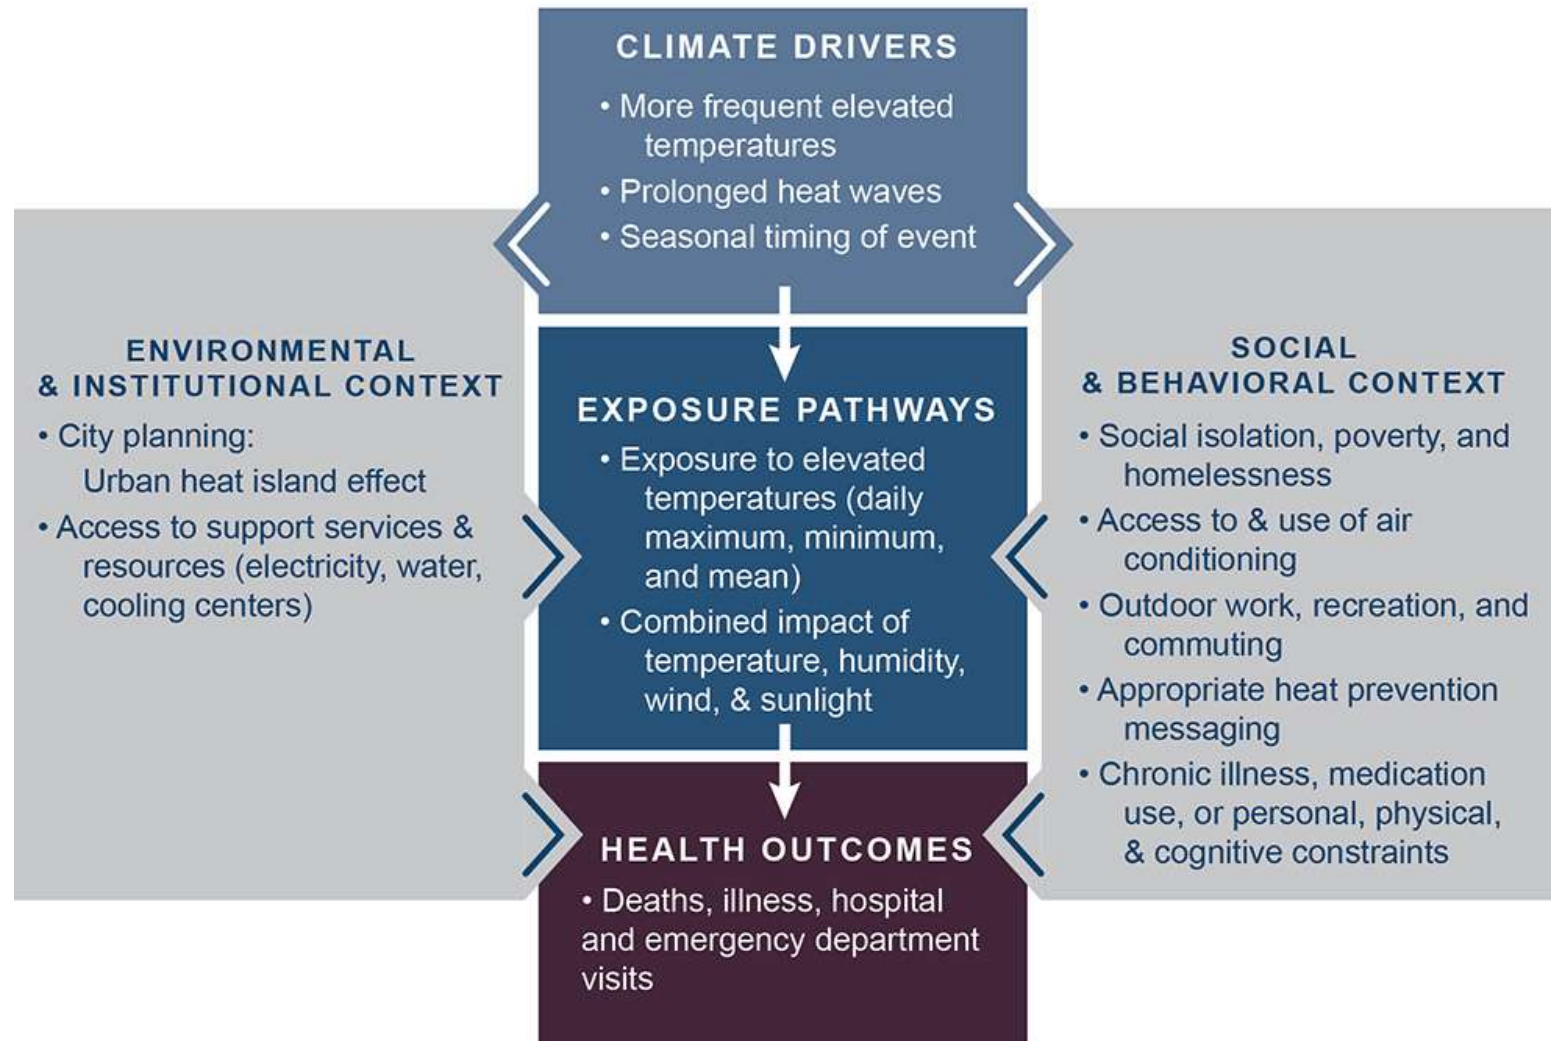 CLIMATE DRIVERS
• More frequent elevated
temperatures
• Prolonged heat waves
• Seasonal timing of event
ENVIRONMENTAL
& INSTITUTIONAL CONTEXT
• City planning:
Urban heat island effect
• Access to support services &
resources (electricity, water,
cooling centers)
EXPOSURE PATHWAYS
• Exposure to elevated
temperatures (daily
maximum, minimum,
and mean)
• Combined impact of
temperature, humidity,
wind, & sunlight
SOCIAL
& BEHAVIORAL CONTEXT
• Social isolation, poverty, and
homelessness
• Access to & use of air
conditioning
• Outdoor work, recreation, and
commuting
• Appropriate heat prevention
messaging
• Chronic illness, medication
use, or personal, physical,
& cognitive constraints
HEALTH OUTCOMES
• Deaths, illness, hospital
and emergency department
visits